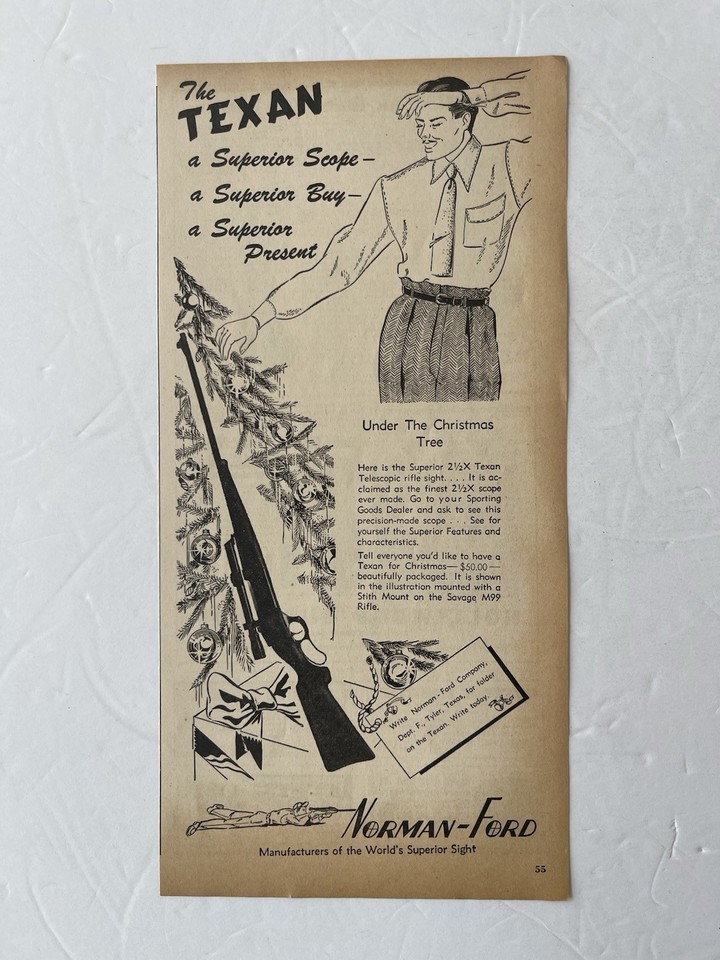 The
TEXAN
a Superior Scope—
a Superior Buy—
a Superior
Present
Under The Christmas
Tree
Here is the Superior 2½X Texan
Telescopic rifle sight. . . . It is ac-
claimed as the finest 2½X scope
ever made. Go to your Sporting
Goods Dealer and ask to see this
precision-made scope . . . See for
yourself the Superior Features and
characteristics.
Tell everyone you'd like to have a
Texan for Christmas—$50.00—
beautifully packaged. It is shown
in the illustration mounted with a
Stith Mount on the Savage M99
Rifle.
Write Norman-Ford Company,
Dept. F., Tyler, Texas, for folder
on the Texan. Write today.
NORMAN-FORD
Manufacturers of the World's Superior Sight
55